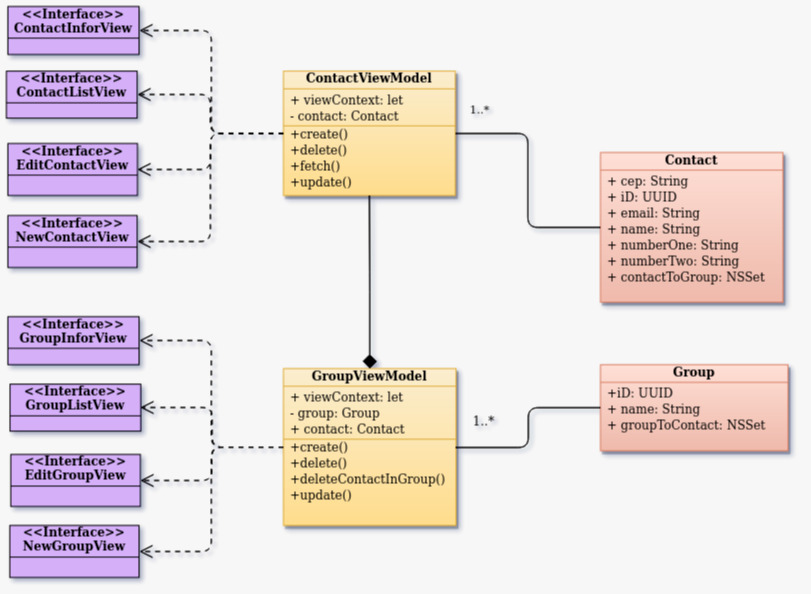 <<Interface>>
ContactInforView
<<Interface>>
ContactListView
<<Interface>>
EditContactView
<<Interface>>
NewContactView
ContactViewModel
+ viewContext: let
- contact: Contact
+create()
+delete()
+fetch()
+update()
1..*
Contact
+ cep: String
+ iD: UUID
+ email: String
+ name: String
+ numberOne: String
+ numberTwo: String
+ contactToGroup: NSSet
<<Interface>>
GroupInforView
<<Interface>>
GroupListView
<<Interface>>
EditGroupView
<<Interface>>
NewGroupView
GroupViewModel
+ viewContext: let
- group: Group
+ contact: Contact
+create()
+delete()
+deleteContactInGroup()
+update()
1..*
Group
+iD: UUID
+ name: String
+ groupToContact: NSSet